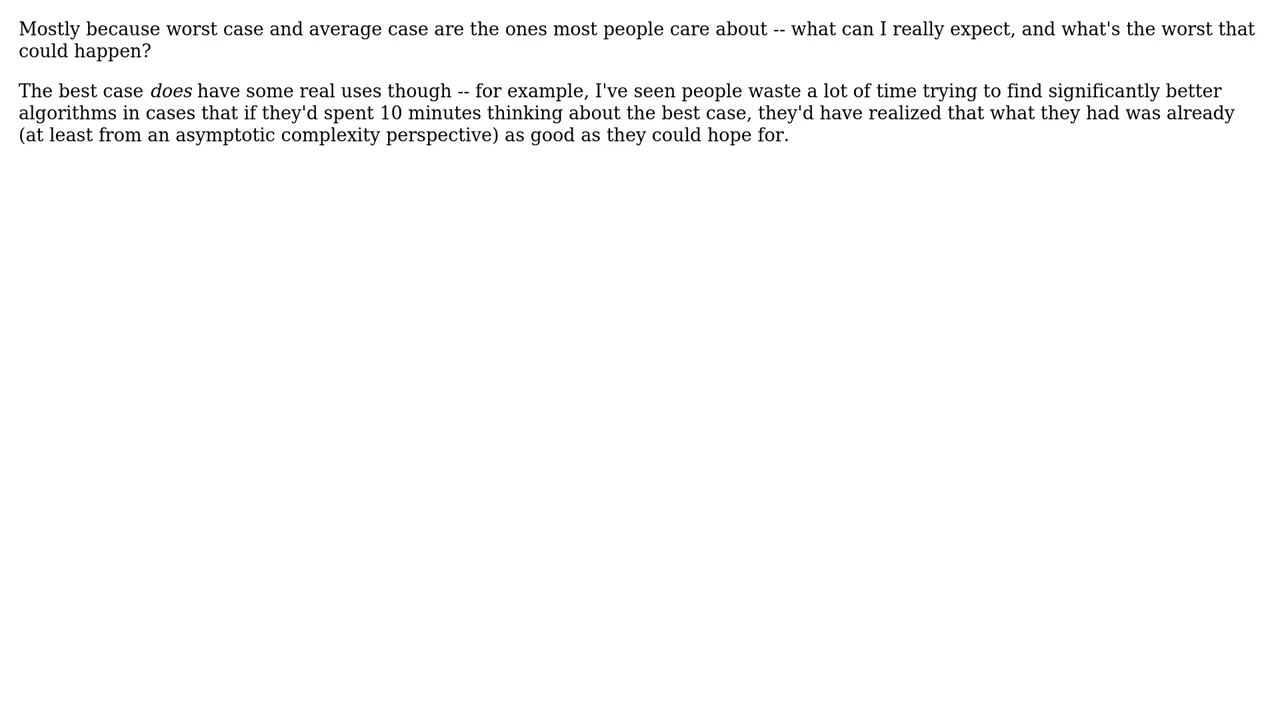 Mostly because worst case and average case are the ones most people care about -- what can I really expect, and what's the worst that
could happen?
The best case does have some real uses though -- for example, I've seen people waste a lot of time trying to find significantly better
algorithms in cases that if they'd spent 10 minutes thinking about the best case, they'd have realized that what they had was already
(at least from an asymptotic complexity perspective) as good as they could hope for.